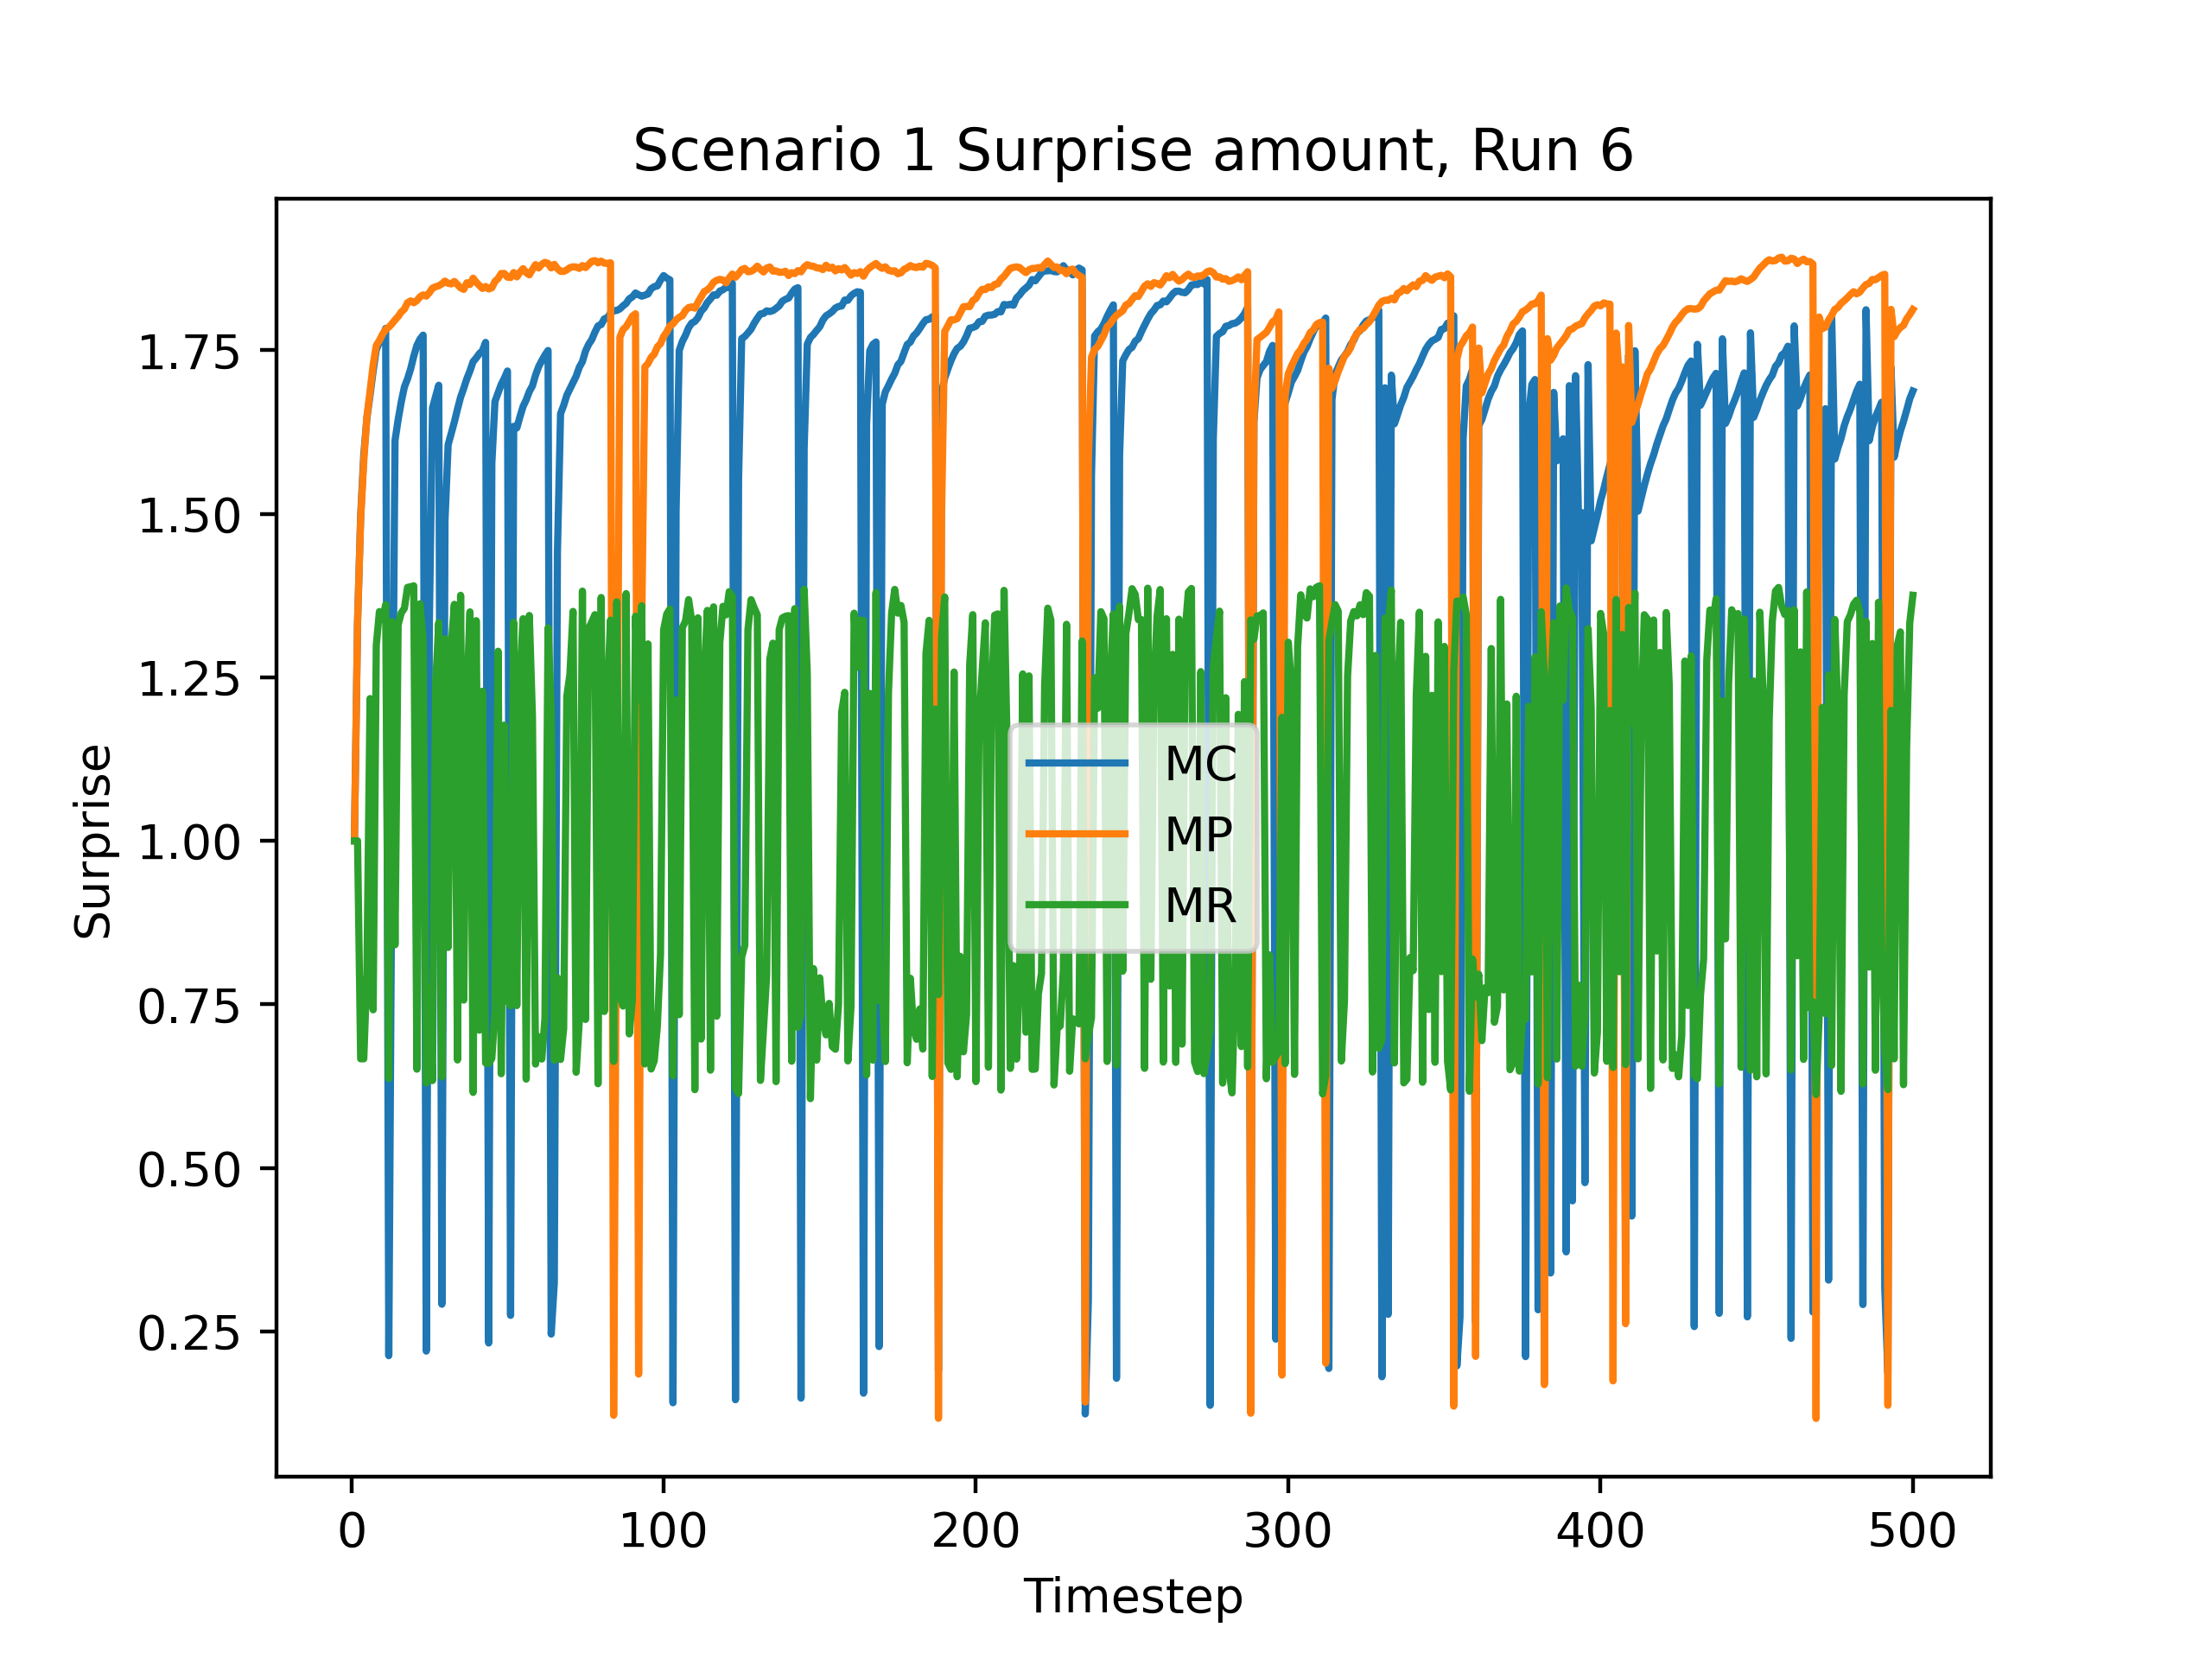 Scenario 1 Surprise amount, Run 6
Surprise
1.75
1.50
1.25
1.00
0.75
0.50
0.25
MC
MP
MR
0 100 200 300 400 500
Timestep